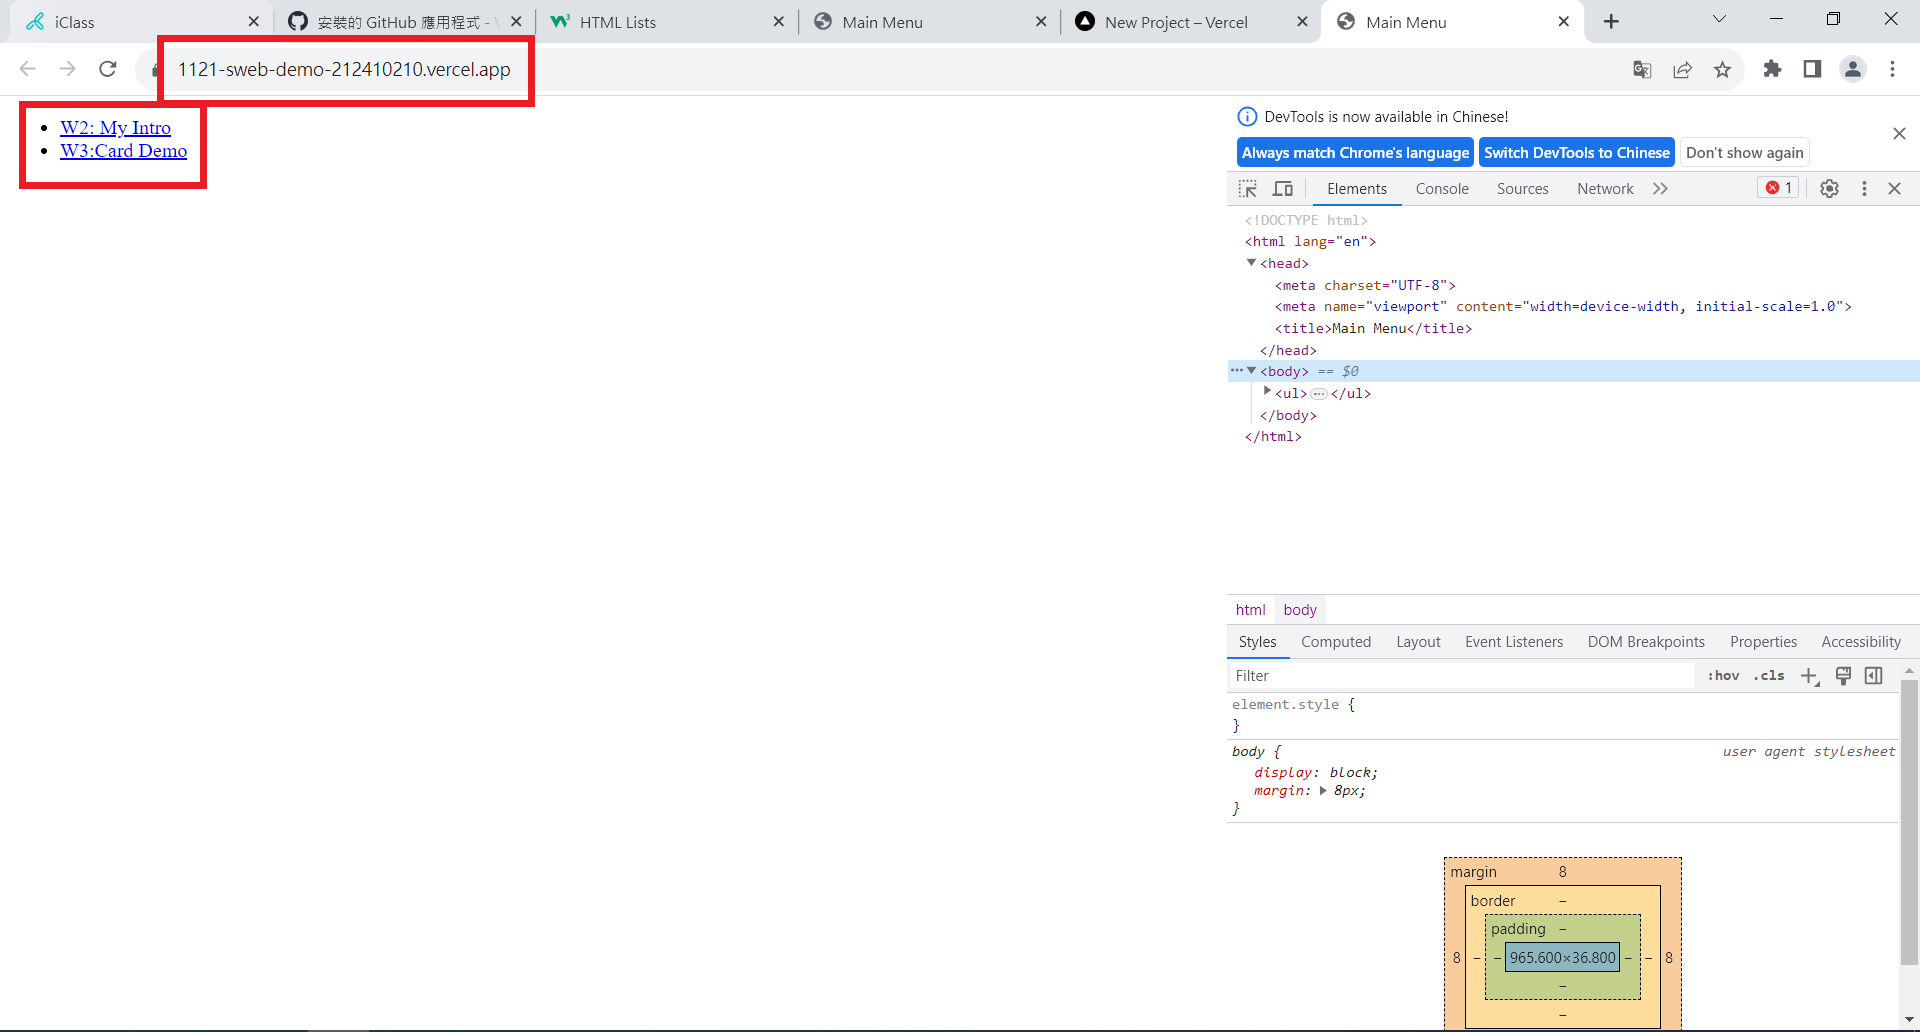 iClass
安裝的 GitHub 應用程式 -
HTML Lists
Main Menu
New Project – Vercel
Main Menu
1121-sweb-demo-212410210.vercel.app
W2: My Intro
W3:Card Demo
DevTools is now available in Chinese!
Always match Chrome's language
Switch DevTools to Chinese
Don't show again
Elements
Console
Sources
Network
1
<!DOCTYPE html>
<html lang="en">
<head>
<meta charset="UTF-8">
<meta name="viewport" content="width=device-width, initial-scale=1.0">
<title>Main Menu</title>
</head>
<body> == $0
<ul>…</ul>
</body>
</html>
html
body
Styles
Computed
Layout
Event Listeners
DOM Breakpoints
Properties
Accessibility
Filter
:hov
.cls
element.style {
}
body {
user agent stylesheet
display: block;
margin: 8px;
}
margin 8
border –
padding –
8 – – 965.600×36.800 – – 8
–
–